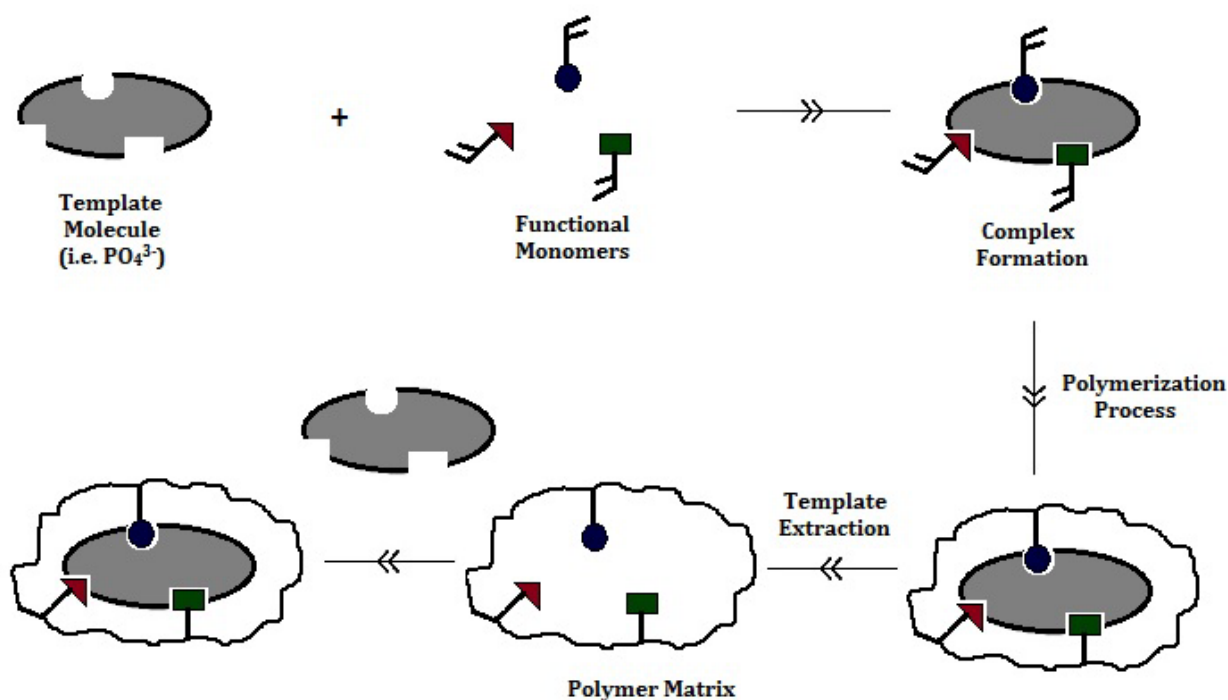 +
Template
Molecule
(i.e. PO₄³⁻)
Functional
Monomers
Complex
Formation
Polymerization
Process
Template
Extraction
Polymer Matrix